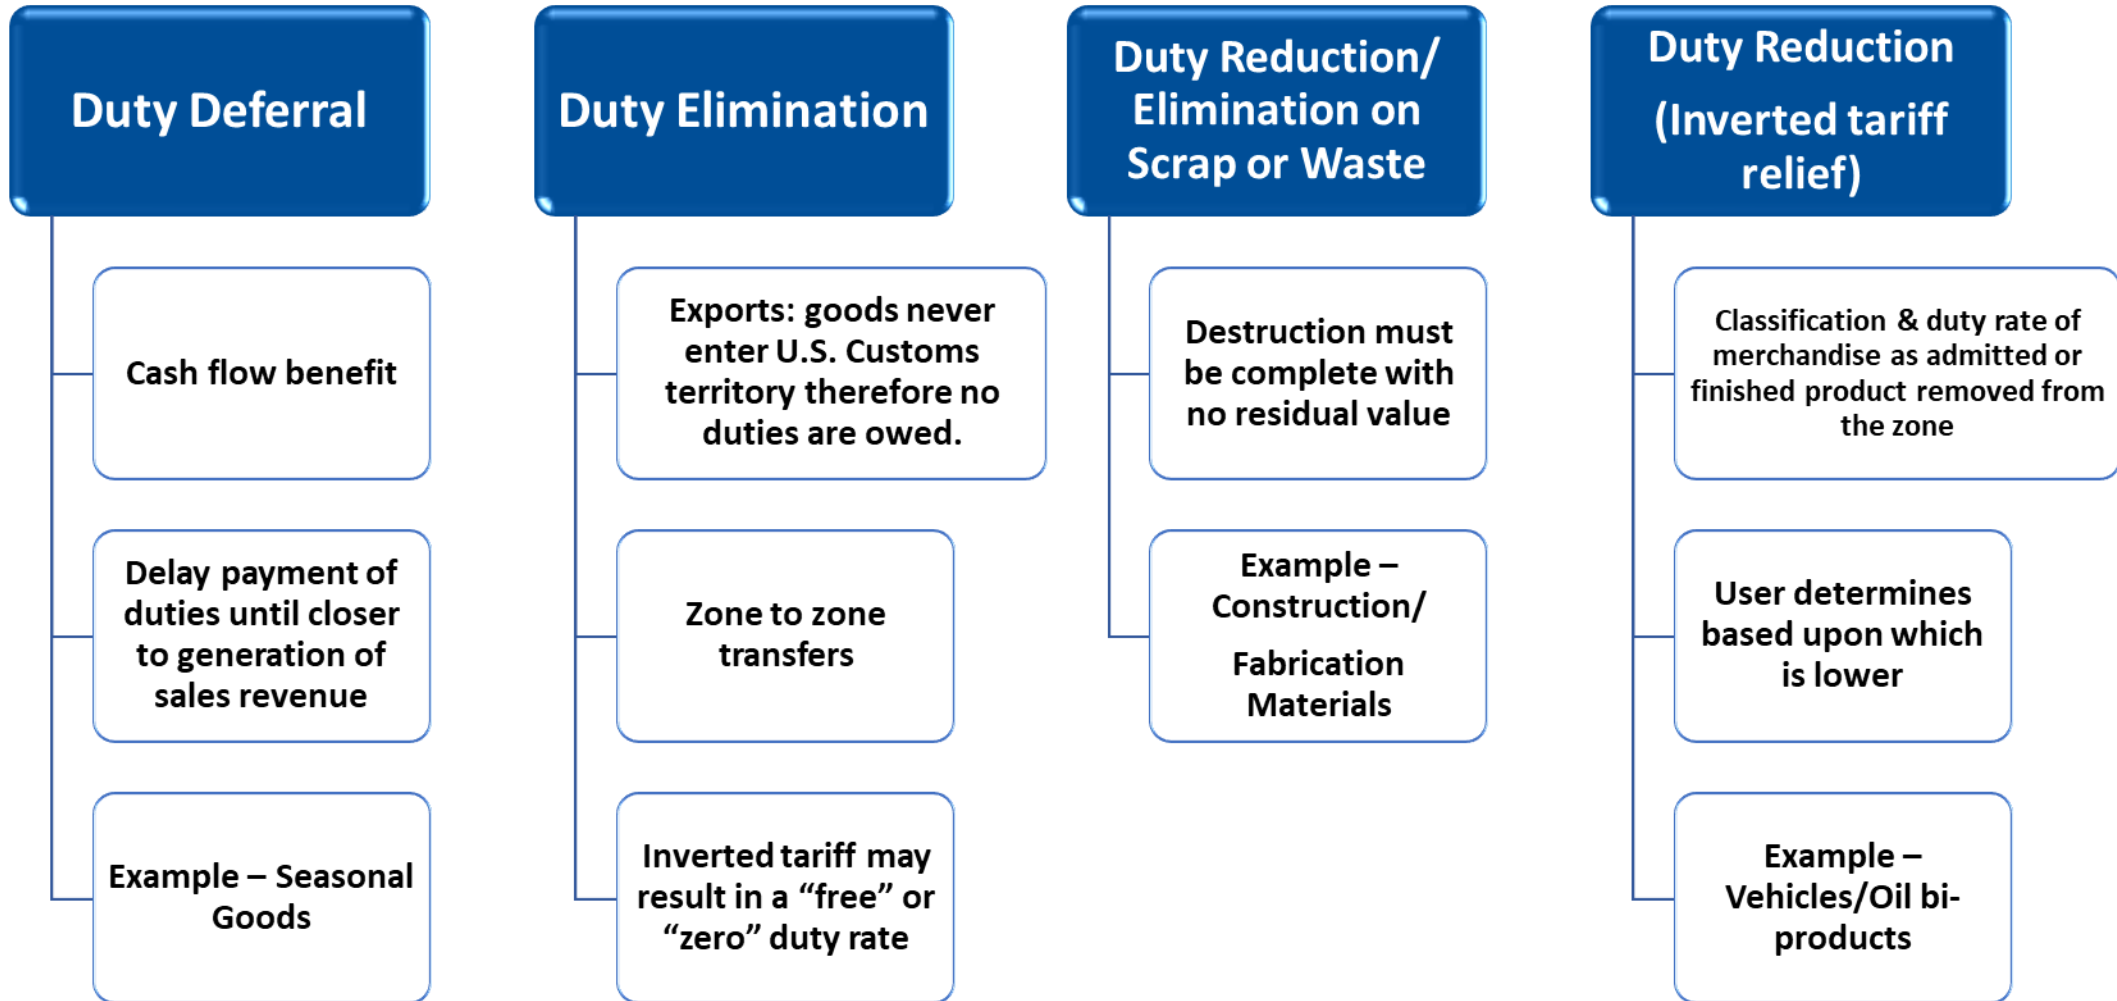 Duty Deferral
Cash flow benefit
Delay payment of
duties until closer
to generation of
sales revenue
Example – Seasonal
Goods
Duty Elimination
Exports: goods never
enter U.S. Customs
territory therefore no
duties are owed.
Zone to zone
transfers
Inverted tariff may
result in a “free” or
“zero” duty rate
Duty Reduction/
Elimination on
Scrap or Waste
Destruction must
be complete with
no residual value
Example –
Construction/
Fabrication
Materials
Duty Reduction
(Inverted tariff
relief)
Classification & duty rate of
merchandise as admitted or
finished product removed from
the zone
User determines
based upon which
is lower
Example –
Vehicles/Oil bi-
products